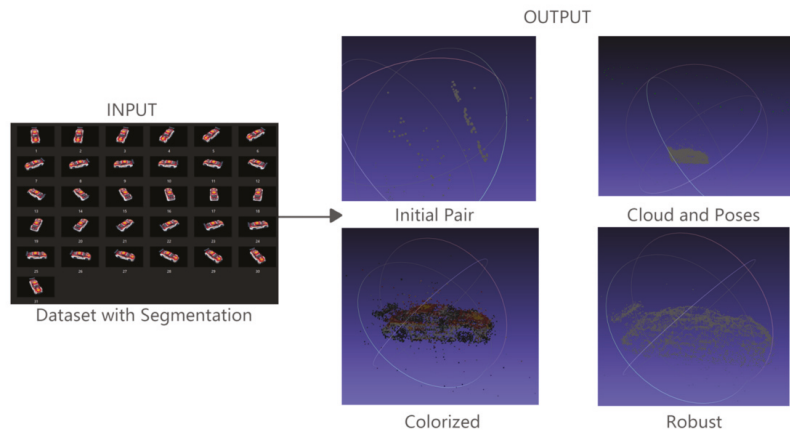 OUTPUT
INPUT
1 2 3 4 5 6
7 8 9 10 11 12
13 14 15 16 17 18
19 20 21 22 23 24
25 26 27 28 29 30
31
Dataset with Segmentation
Initial Pair
Cloud and Poses
Colorized
Robust